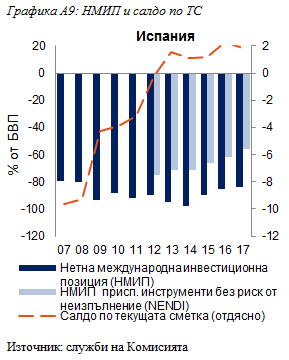 Графика А9: НМИП и салдо по ТС
Испания
% от БВП
20 2
0 0
-20 -2
-40 -4
-60 -6
-80 -8
-100 -10
-120 -12
07 08 09 10 11 12 13 14 15 16 17
Нетна международна инвестиционна
позиция (НМИП)
НМИП присп. инструменти без риск от
неизпълнение (NENDI)
Салдо по текущата сметка (отдясно)
Източник: служби на Комисията